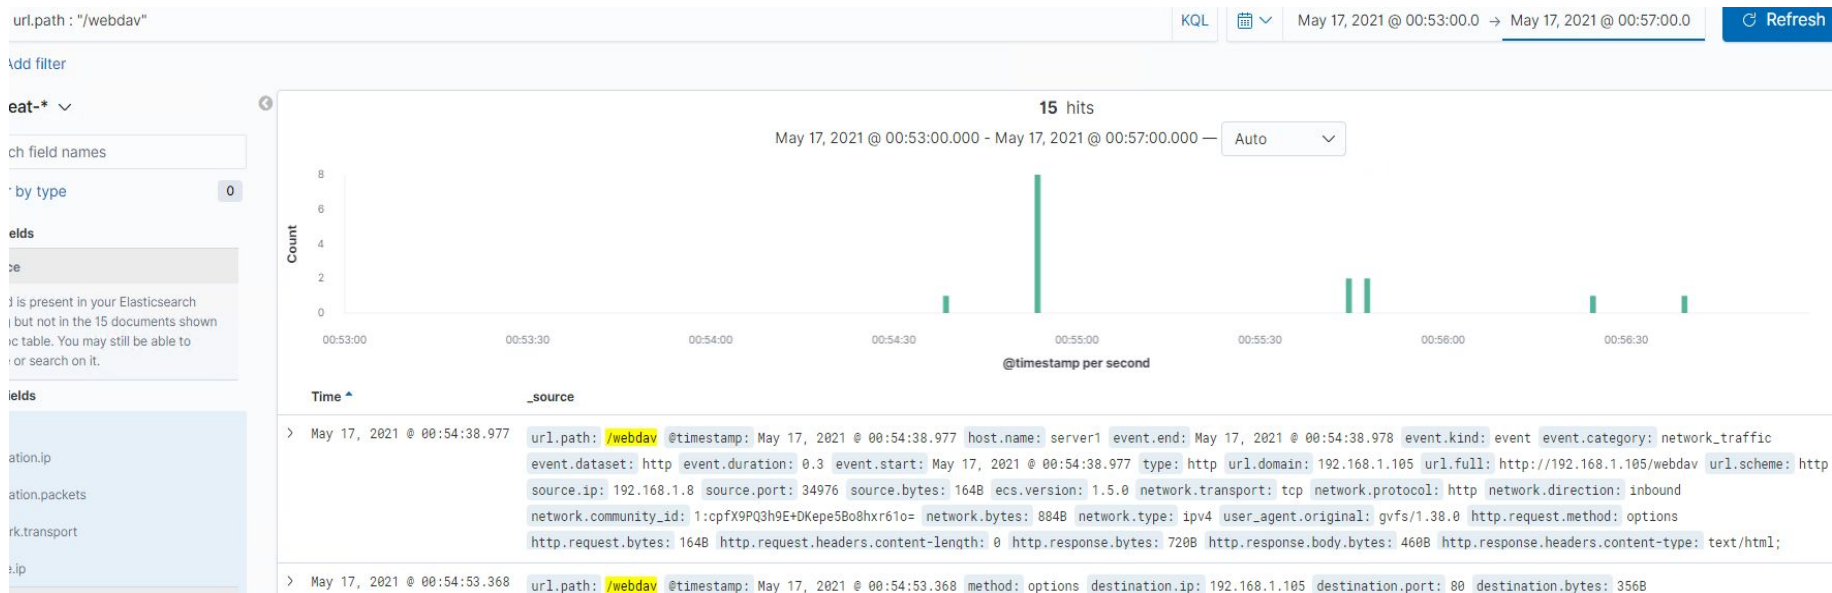 url.path : "/webdav"
KQL
May 17, 2021 @ 00:53:00.0 → May 17, 2021 @ 00:57:00.0
Refresh
Add filter
eat-*
ch field names
by type 0
elds
ce
d is present in your Elasticsearch
but not in the 15 documents shown
oc table. You may still be able to
or search on it.
ields
ation.ip
ation.packets
rk.transport
e.ip
15 hits
May 17, 2021 @ 00:53:00.000 - May 17, 2021 @ 00:57:00.000 —
Auto
Count
8
6
4
2
0
00:53:00 00:53:30 00:54:00 00:54:30 00:55:00 00:55:30 00:56:00 00:56:30
@timestamp per second
Time _source
May 17, 2021 @ 00:54:38.977
url.path: /webdav @timestamp: May 17, 2021 @ 00:54:38.977 host.name: server1 event.end: May 17, 2021 @ 00:54:38.978 event.kind: event event.category: network_traffic
event.dataset: http event.duration: 0.3 event.start: May 17, 2021 @ 00:54:38.977 type: http url.domain: 192.168.1.105 url.full: http://192.168.1.105/webdav url.scheme: http
source.ip: 192.168.1.8 source.port: 34976 source.bytes: 164B ecs.version: 1.5.0 network.transport: tcp network.protocol: http network.direction: inbound
network.community_id: 1:cpfX9PQ3h9E+DKepe5Bo8hxr61o= network.bytes: 884B network.type: ipv4 user_agent.original: gvfs/1.38.0 http.request.method: options
http.request.bytes: 164B http.request.headers.content-length: 0 http.response.bytes: 720B http.response.body.bytes: 460B http.response.headers.content-type: text/html;
May 17, 2021 @ 00:54:53.368
url.path: /webdav @timestamp: May 17, 2021 @ 00:54:53.368 method: options destination.ip: 192.168.1.105 destination.port: 80 destination.bytes: 356B